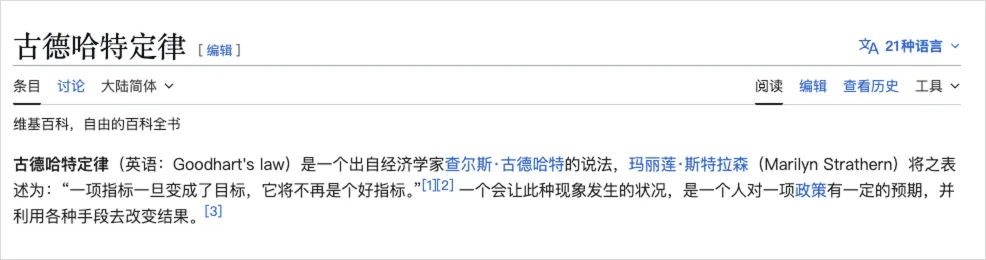 古德哈特定律 [ 编辑 ]
21种语言
条目 讨论 大陆简体
阅读 编辑 查看历史 工具
维基百科，自由的百科全书
古德哈特定律（英语：Goodhart's law）是一个出自经济学家查尔斯·古德哈特的说法，玛丽莲·斯特拉森（Marilyn Strathern）将之表
述为：“一项指标一旦变成了目标，它将不再是个好指标。”[1][2] 一个会让此种现象发生的状况，是一个人对一项政策有一定的预期，并
利用各种手段去改变结果。[3]